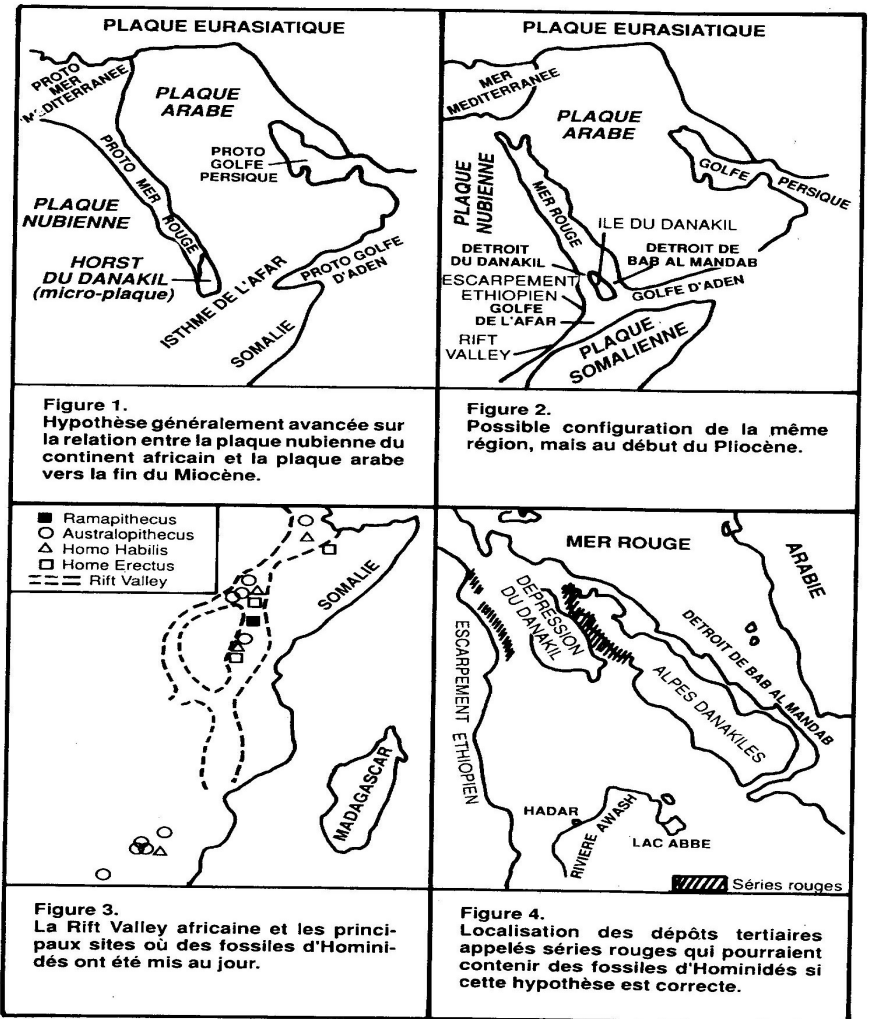 PLAQUE EURASIATIQUE
PROTO
MER
MEDITERRANEE
PLAQUE
ARABE
PROTO
GOLFE
PERSIQUE
PROTO MER ROUGE
PLAQUE
NUBIENNE
HORST
DU DANAKIL
(micro-plaque)
ISTHME DE L'AFAR
PROTO GOLFE
D'ADEN
SOMALIE
Figure 1.
Hypothèse généralement avancée sur
la relation entre la plaque nubienne du
continent africain et la plaque arabe
vers la fin du Miocène.
PLAQUE EURASIATIQUE
MER
MEDITERRANEE
PLAQUE
ARABE
PLAQUE
NUBIENNE
MER ROUGE
GOLFE PERSIQUE
ILE DU DANAKIL
DETROIT
DU DANAKIL
DETROIT DE
BAB AL MANDAB
ESCARPEMENT
ETHIOPIEN
GOLFE D'ADEN
GOLFE
DE L'AFAR
RIFT
VALLEY
PLAQUE
SOMALIENNE
Figure 2.
Possible configuration de la même
région, mais au début du Pliocène.
Ramapithecus
Australopithecus
Homo Habilis
Home Erectus
Rift Valley
SOMALIE
MADAGASCAR
Figure 3.
La Rift Valley africaine et les princi-
paux sites où des fossiles d'Homini-
dés ont été mis au jour.
MER ROUGE
ARABIE
DEPRESSION
DU DANAKIL
ESCARPEMENT ETHIOPIEN
DETROIT DE BAB AL MANDAB
ALPES DANAKILES
HADAR
RIVIERE AWASH
LAC ABBE
Séries rouges
Figure 4.
Localisation des dépôts tertiaires
appelés séries rouges qui pourraient
contenir des fossiles d'Hominidés si
cette hypothèse est correcte.